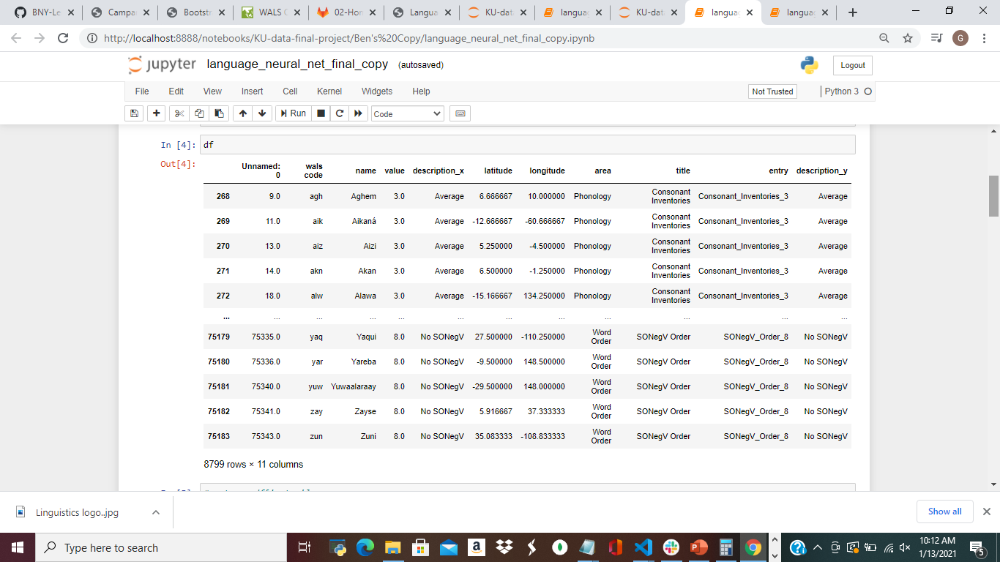 BNY-Le
Campa
Bootst
WALS
02-Hon
Langua
KU-dat
langua
KU-dat
langua
langua
http://localhost:8888/notebooks/KU-data-final-project/Ben's%20Copy/language_neural_net_final_copy.ipynb
G
jupyter language_neural_net_final_copy (autosaved)
Logout
File Edit View Insert Cell Kernel Widgets Help
Not Trusted
Python 3
Run
Code
In [4]: df
Out[4]:
Unnamed: 0 wals code name value description_x latitude longitude area title entry description_y
268 9.0 agh Aghem 3.0 Average 6.666667 10.000000 Phonology Consonant Inventories Consonant_Inventories_3 Average
269 11.0 aik Aikaná 3.0 Average -12.666667 -60.666667 Phonology Consonant Inventories Consonant_Inventories_3 Average
270 13.0 aiz Aizi 3.0 Average 5.250000 -4.500000 Phonology Consonant Inventories Consonant_Inventories_3 Average
271 14.0 akn Akan 3.0 Average 6.500000 -1.250000 Phonology Consonant Inventories Consonant_Inventories_3 Average
272 18.0 alw Alawa 3.0 Average -15.166667 134.250000 Phonology Consonant Inventories Consonant_Inventories_3 Average
... ... ... ... ... ... ... ... ... ... ... ...
75179 75335.0 yaq Yaqui 8.0 No SONegV 27.500000 -110.250000 Word Order SONegV Order SONegV_Order_8 No SONegV
75180 75336.0 yar Yareba 8.0 No SONegV -9.500000 148.500000 Word Order SONegV Order SONegV_Order_8 No SONegV
75181 75340.0 yuw Yuwaalaraay 8.0 No SONegV -29.500000 148.000000 Word Order SONegV Order SONegV_Order_8 No SONegV
75182 75341.0 zay Zayse 8.0 No SONegV 5.916667 37.333333 Word Order SONegV Order SONegV_Order_8 No SONegV
75183 75343.0 zun Zuni 8.0 No SONegV 35.083333 -108.833333 Word Order SONegV Order SONegV_Order_8 No SONegV
8799 rows × 11 columns
Linguistics logo..jpg
Show all
Type here to search
10:12 AM
1/13/2021
5